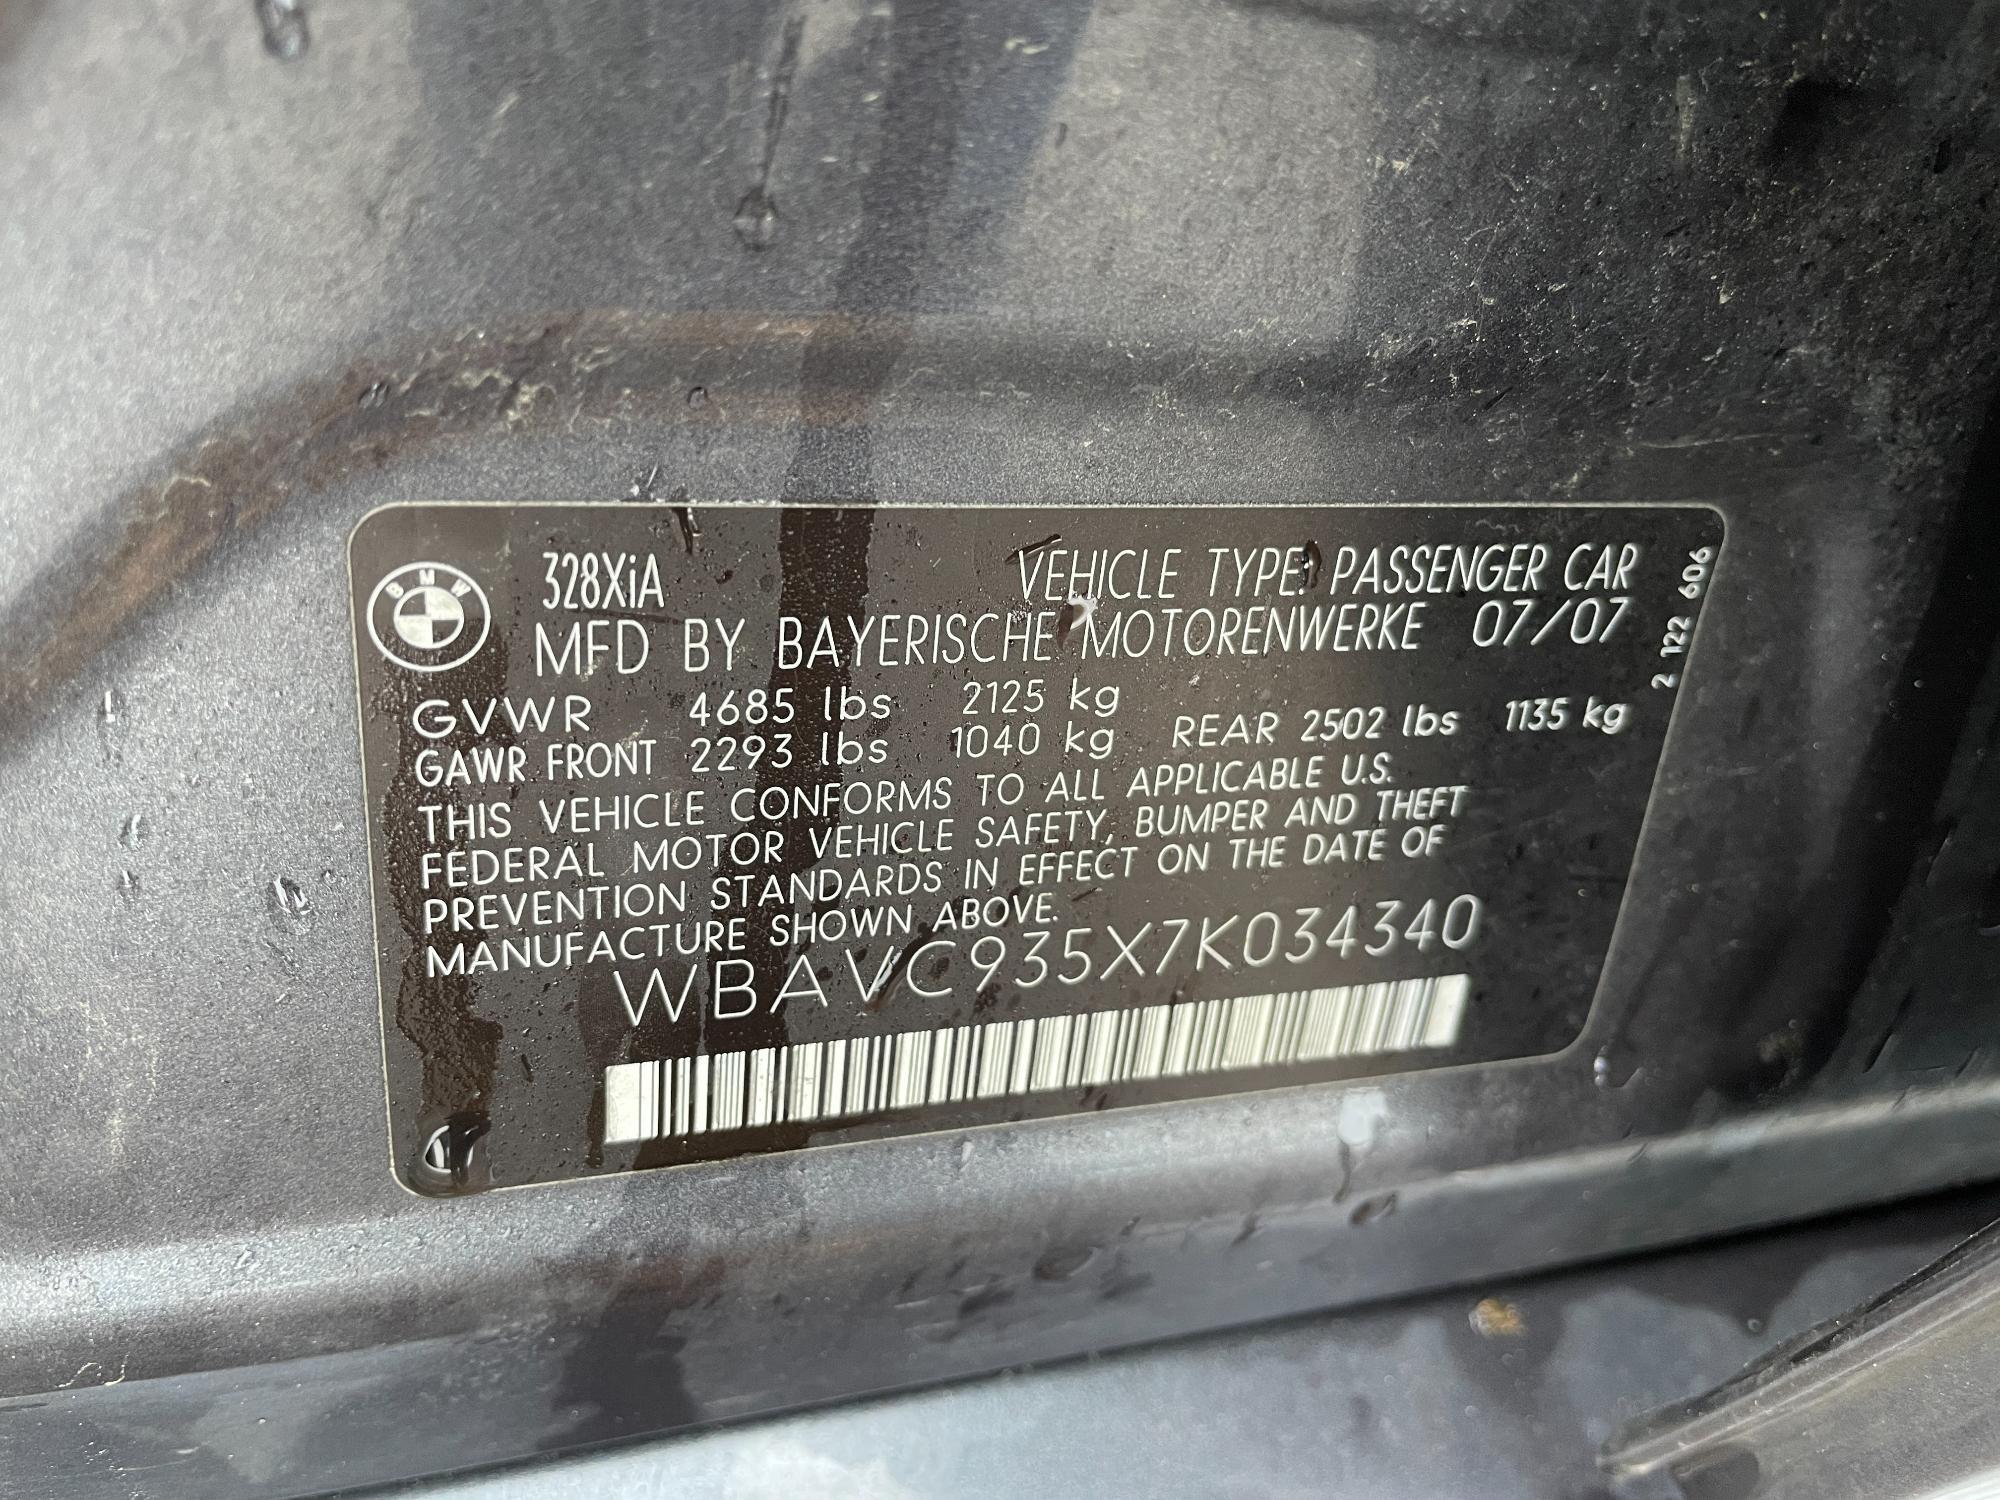 BMW
328XiA VEHICLE TYPE: PASSENGER CAR
MFD BY BAYERISCHE MOTORENWERKE 07/07
GVWR 4685 lbs 2125 kg
GAWR FRONT 2293 lbs 1040 kg REAR 2502 lbs 1135 kg
THIS VEHICLE CONFORMS TO ALL APPLICABLE U.S.
FEDERAL MOTOR VEHICLE SAFETY, BUMPER AND THEFT
PREVENTION STANDARDS IN EFFECT ON THE DATE OF
MANUFACTURE SHOWN ABOVE.
WBAVC935X7K034340
2 122 606